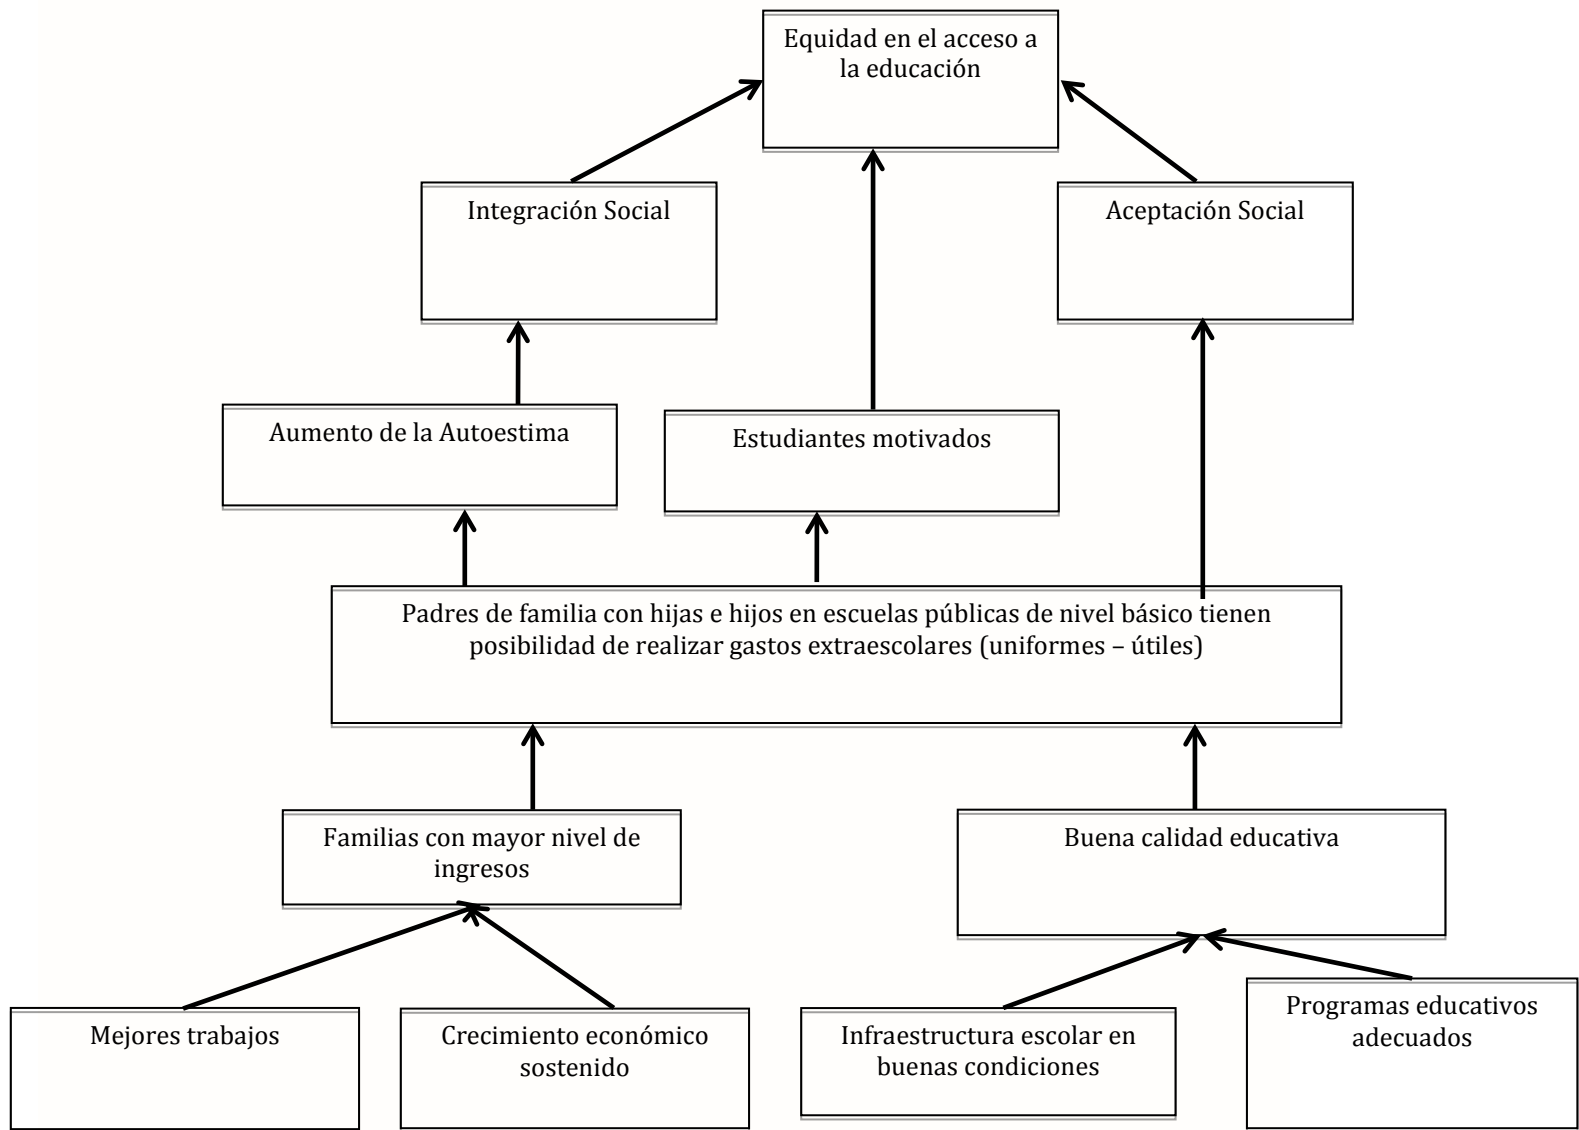 Equidad en el acceso a
la educación
Integración Social
Aceptación Social
Aumento de la Autoestima
Estudiantes motivados
Padres de familia con hijas e hijos en escuelas públicas de nivel básico tienen
posibilidad de realizar gastos extraescolares (uniformes – útiles)
Familias con mayor nivel de
ingresos
Buena calidad educativa
Mejores trabajos
Crecimiento económico
sostenido
Infraestructura escolar en
buenas condiciones
Programas educativos
adecuados